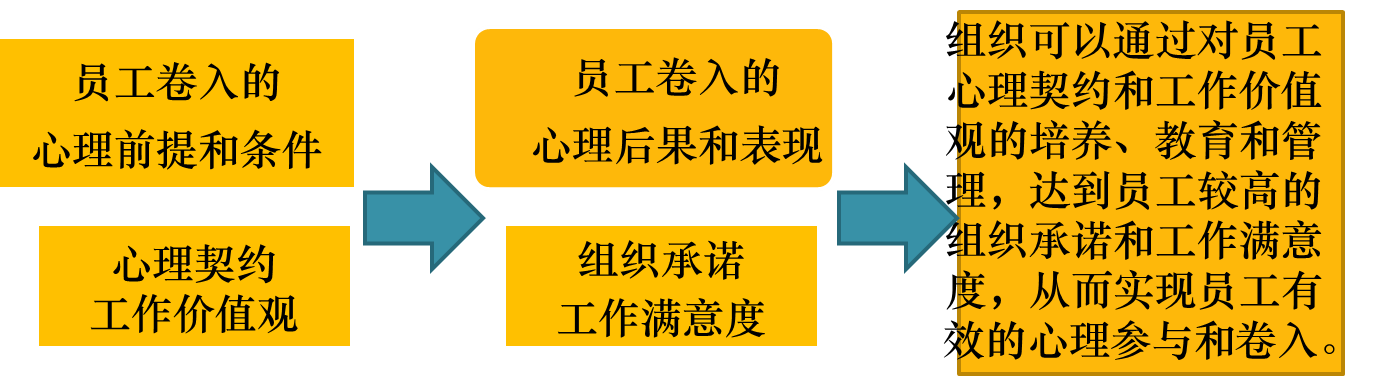 员工卷入的
心理前提和条件
心理契约
工作价值观
员工卷入的
心理后果和表现
组织承诺
工作满意度
组织可以通过对员工
心理契约和工作价值
观的培养、教育和管
理，达到员工较高的
组织承诺和工作满意
度，从而实现员工有
效的心理参与和卷入。